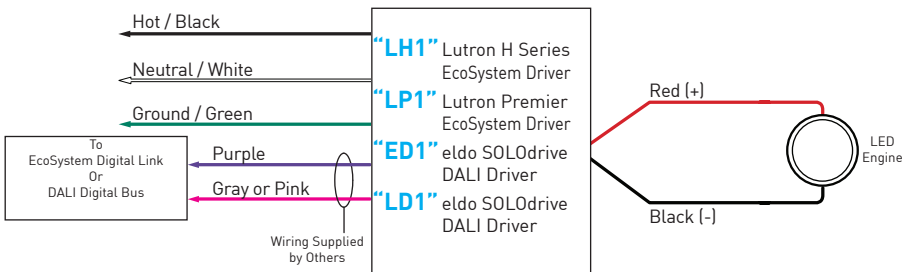 Hot / Black
Neutral / White
Ground / Green
To
EcoSystem Digital Link
Or
DALI Digital Bus
Purple
Gray or Pink
Wiring Supplied
by Others
“LH1” Lutron H Series
EcoSystem Driver
“LP1” Lutron Premier
EcoSystem Driver
“ED1” eldo SOLOdrive
DALI Driver
“LD1” eldo SOLOdrive
DALI Driver
Red (+)
Black (-)
LED
Engine